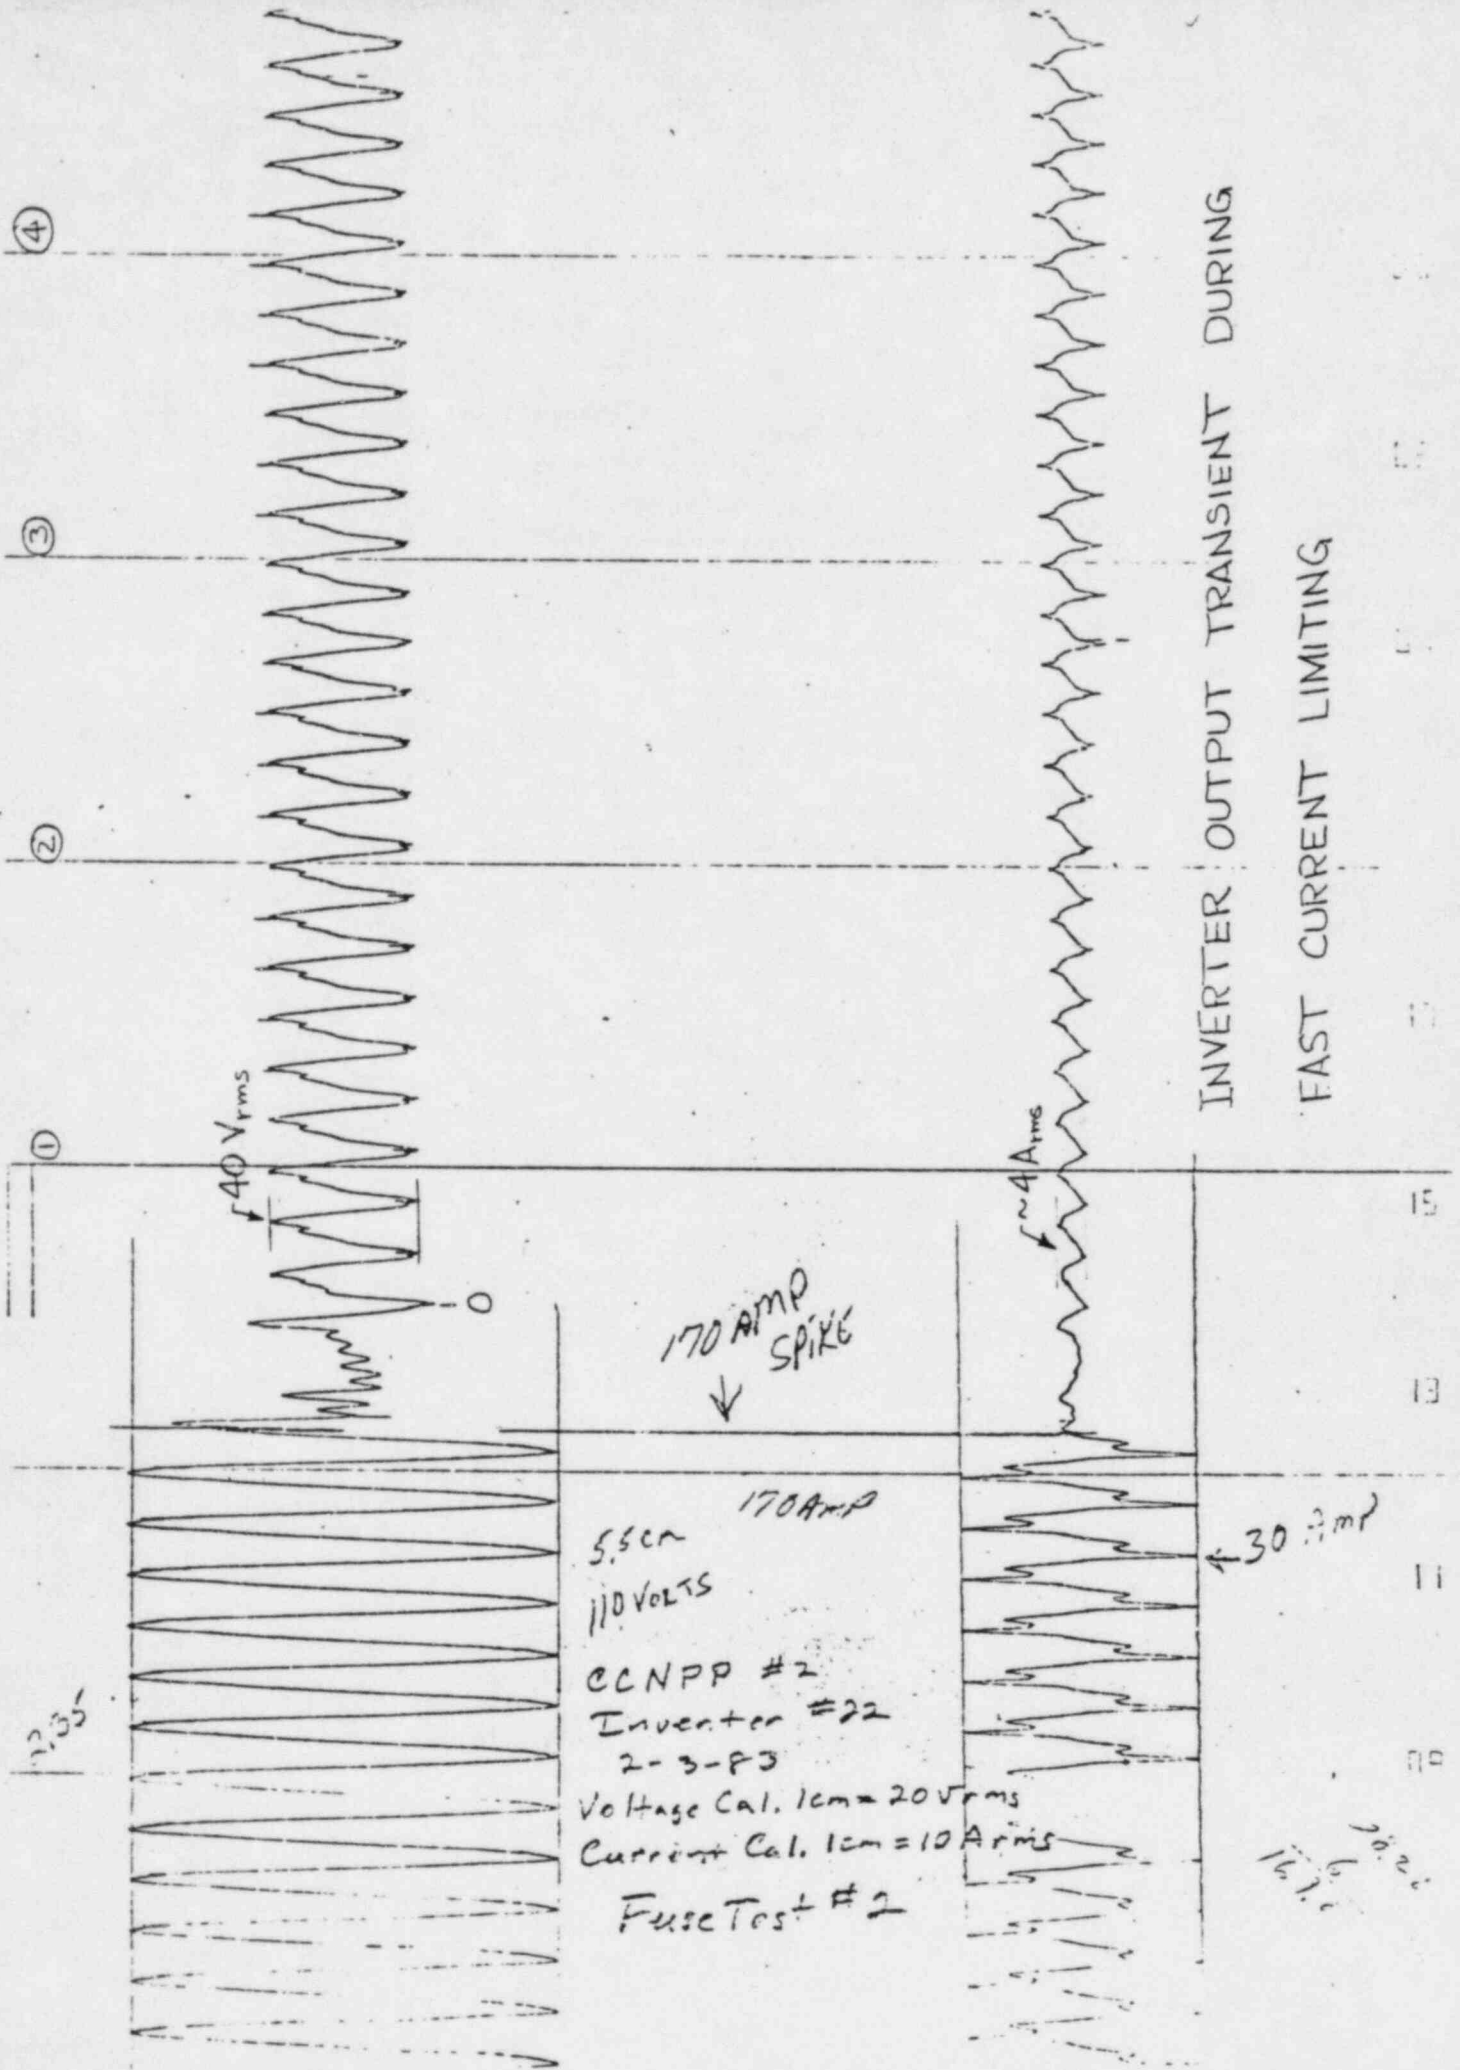 ④
③
②
①
40 Vrms
0
170 AMP
SPIKE
170 AMP
5.5 cm
110 VOLTS
CCNPP #2
Inverter #22
2-3-83
Voltage Cal. 1cm = 20 Vrms
Current Cal. 1cm = 10 Arms
Fuse Test #2
~4 Arms
30 Amp
INVERTER OUTPUT TRANSIENT DURING
FAST CURRENT LIMITING
15
13
11